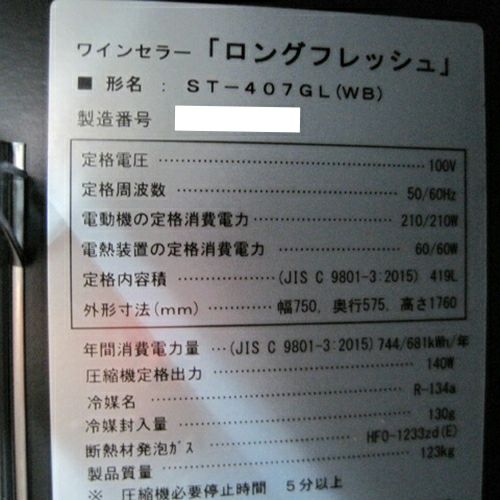 ワインセラー「ロングフレッシュ」
■ 形名 : ST-407GL(WB)
製造番号
定格電圧 …………… 100V
定格周波数 …………… 50/60Hz
電動機の定格消費電力 …………… 210/210W
電熱装置の定格消費電力 …………… 60/60W
定格内容積 …………… (JIS C 9801-3:2015) 419L
外形寸法(mm) …………… 幅750, 奥行575, 高さ1760
年間消費電力量 …(JIS C 9801-3:2015) 744/681kWh/年
圧縮機定格出力 …………… 140W
冷媒名 …………… R-134a
冷媒封入量 …………… 130g
断熱材発泡ガス …………… HFO-1233zd(E)
製品質量 …………… 123kg
※ 圧縮機必要停止時間 5分以上